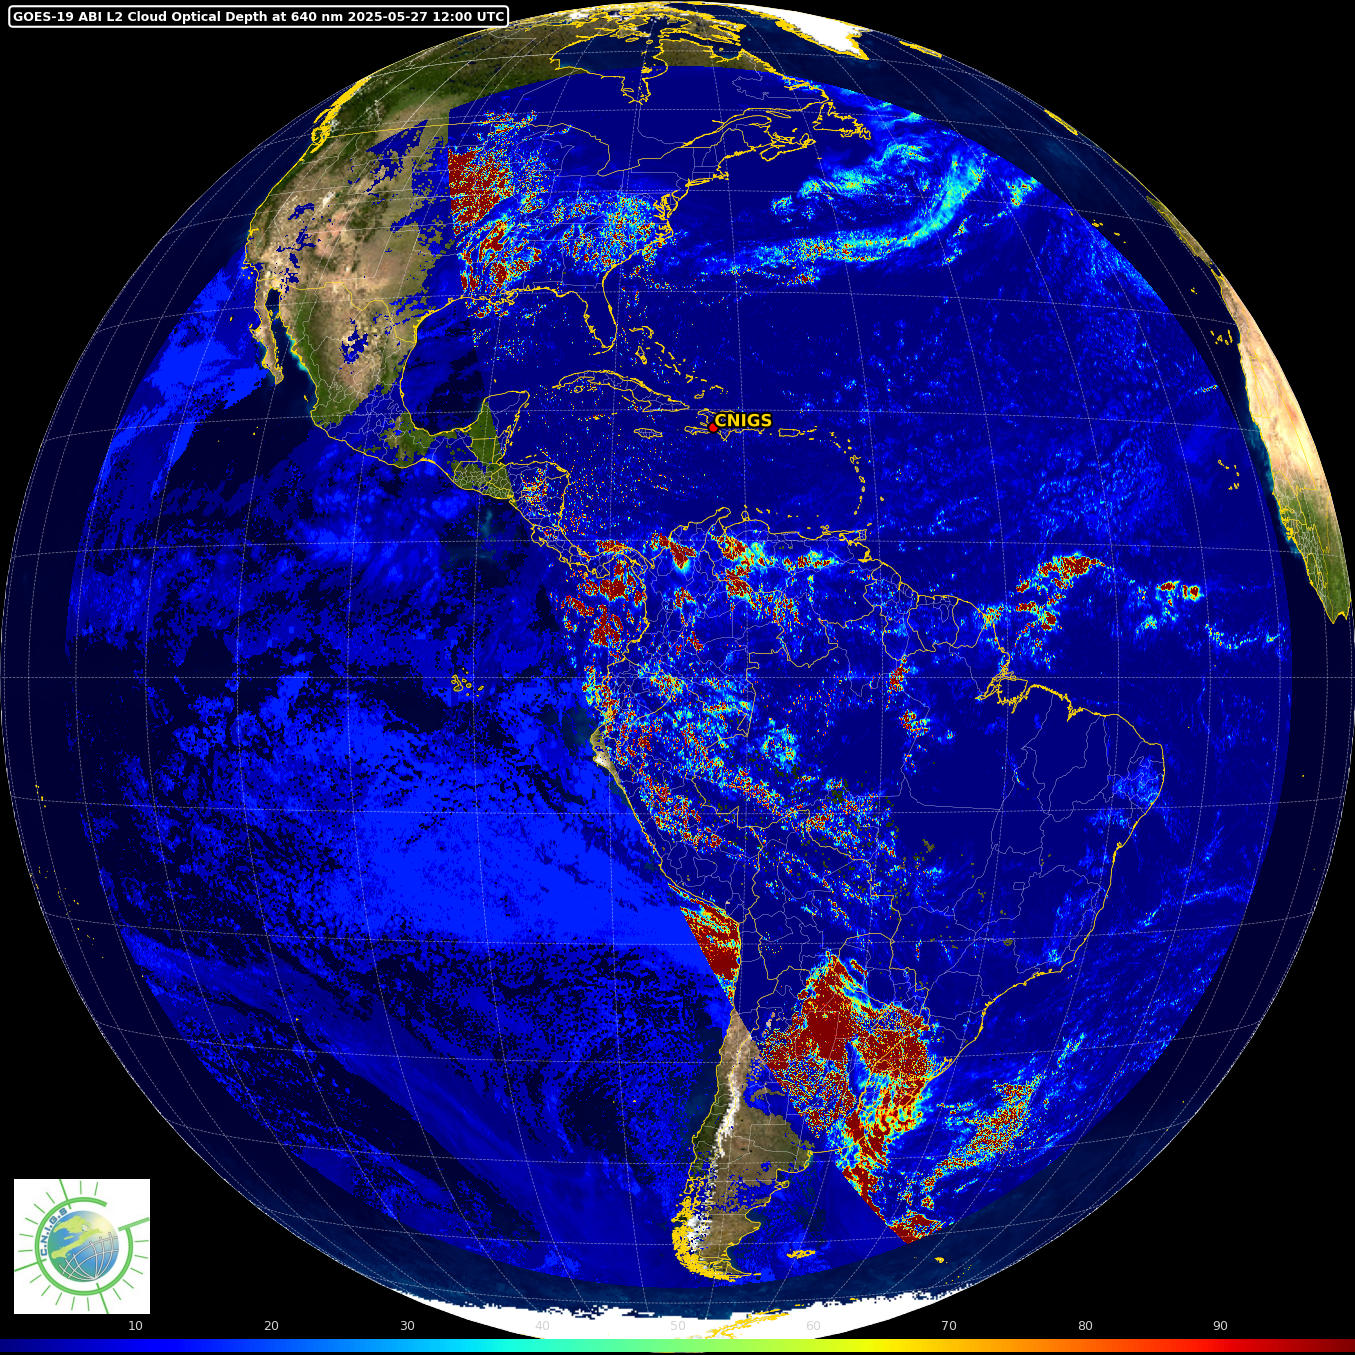 GOES-19 ABI L2 Cloud Optical Depth at 640 nm 2025-05-27 12:00 UTC
CNIGS
C.N.I.G.S
10 20 30 40 50 60 70 80 90